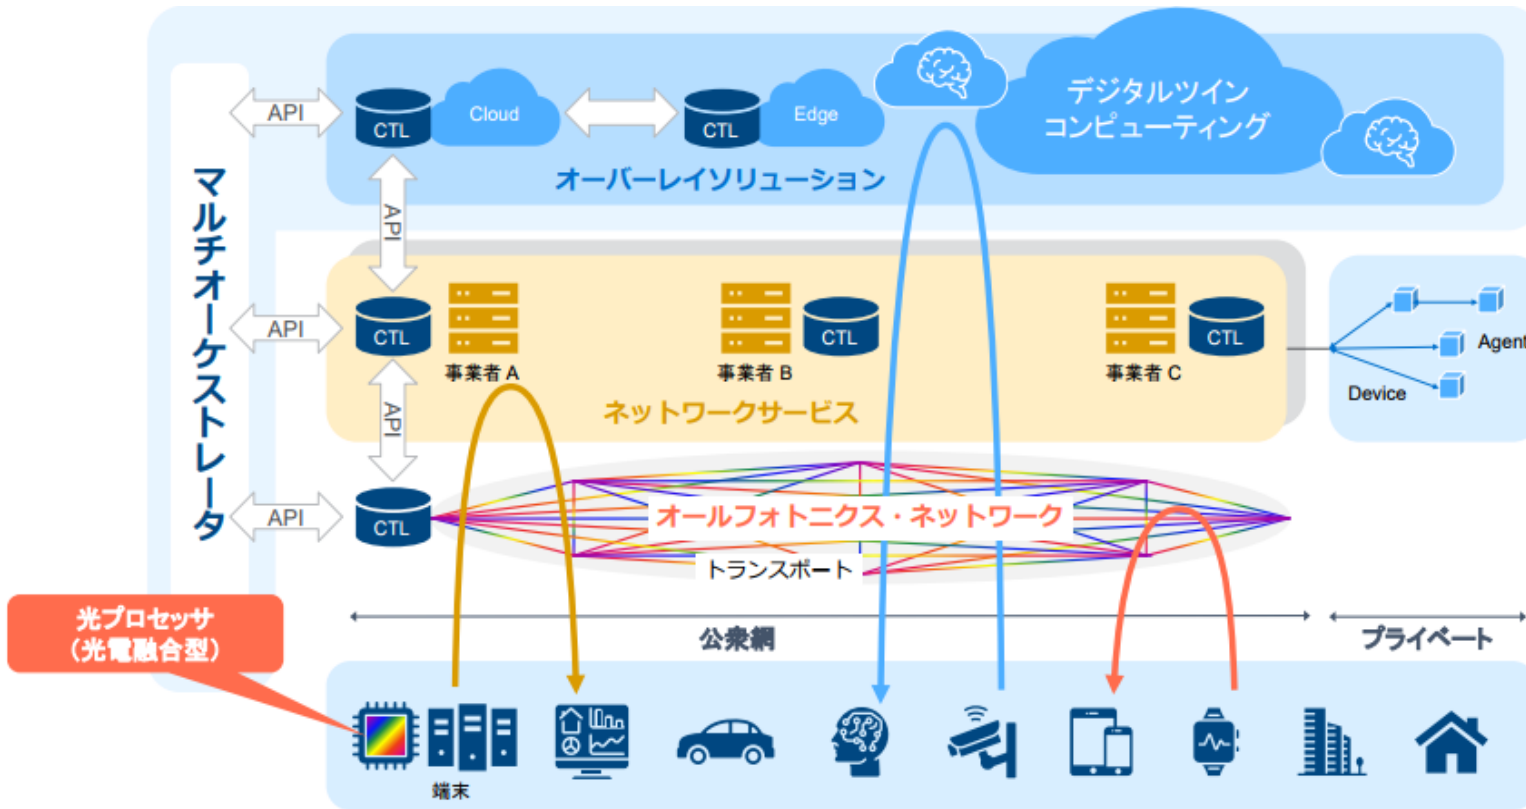 デジタルツイン
コンピューティング
API
CTL
Cloud
CTL
Edge
オーバーレイソリューション
マルチオーケストレータ
API
API
CTL
事業者 A
事業者 B
CTL
事業者 C
CTL
ネットワークサービス
Agent
Device
API
API
CTL
オールフォトニクス・ネットワーク
トランスポート
光プロセッサ
（光電融合型）
公衆網
プライベート
端末